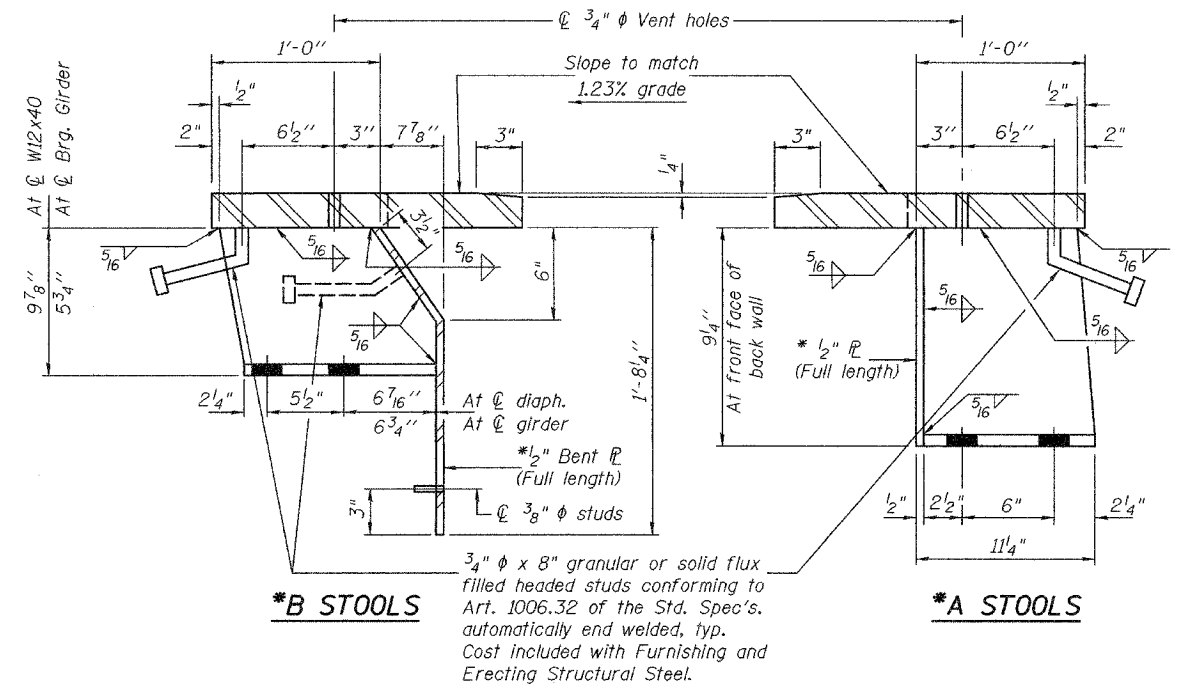 ℄ 3/4" ϕ Vent holes
1'-0"
Slope to match
1.23% grade
1'-0"
1/2"
2"
6 1/2"
3"
7 7/8"
3"
3"
1/4"
3"
6 1/2"
1/2"
2"
At ℄ W12x40
At ℄ Brg. Girder
9 7/8"
5 3/4"
5/16
5/16
3 1/2"
5/16
6"
5/16
1'-8 1/4"
2 1/4"
5 1/2"
6 7/16"
At ℄ diaph.
6 3/4"
At ℄ girder
*1/2" Bent ℙ
(Full length)
3"
℄ 3/8" ϕ studs
9 1/4"
At front face of
back wall
5/16
5/16
5/16
5/16
* 1/2" ℙ
(Full length)
5/16
1/2"
2 1/2"
6"
2 1/4"
11 1/4"
3/4" ϕ x 8" granular or solid flux
filled headed studs conforming to
Art. 1006.32 of the Std. Spec's.
automatically end welded, typ.
Cost included with Furnishing and
Erecting Structural Steel.
*B STOOLS
*A STOOLS